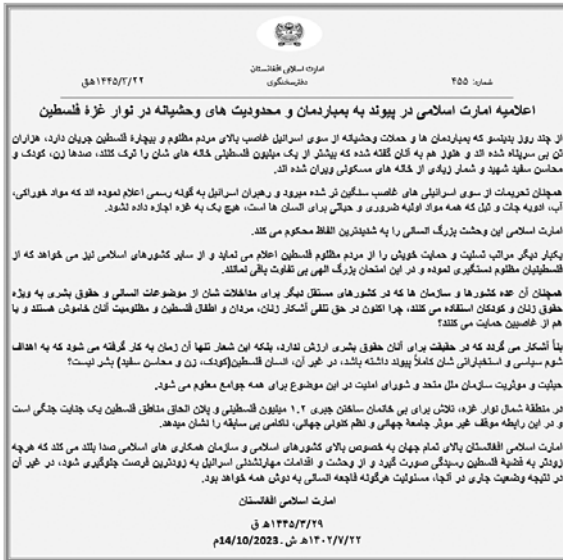 امارت اسلامی افغانستان
دفتر سخنگوی
شماره: ۴۵۵
۱۴۴۵/۳/۲۲هق
اعلامیه امارت اسلامی در پیوند به بمباردمان و محدودیت های وحشیانه در نوار غزۀ فلسطین
از چند روز بدینسو که بمباردمان ها و حملات وحشیانه از سوی اسرائیل غاصب بالای مردم مظلوم و بیچارۀ فلسطین جریان دارد، هزاران
تن بی سرپناه شده اند و هنوز هم به آنان گفته شده که بیشتر از یک میلیون فلسطینی خانه های شان را ترک کنند، صدها زن، کودک و
محاسن سفید شهید و شمار زیادی از خانه های مسکونی ویران شده اند.
همچنان تحریمات از سوی اسرائیلی های غاصب سنگین تر شده میرود و رهبران اسرائیل به گونه رسمی اعلام نموده اند که مواد خوراکی،
آب، ادویه جات و تیل که همه مواد اولیه ضروری و حیاتی برای انسان ها است، هیچ یک به غزه اجازه داده نشود.
امارت اسلامی این وحشت بزرگ انسانی را به شدیدترین الفاظ محکوم می کند.
یکبار دیگر مراتب تسلیت و حمایت خویش را از مردم مظلوم فلسطین اعلام می نماید و از سایر کشورهای اسلامی نیز می خواهد که از
فلسطینیان مظلوم دستگیری نموده و در این امتحان بزرگ الهی بی تفاوت باقی نمانند.
همچنان آن عده کشورها و سازمان ها که در کشورهای مستقل دیگر برای مداخلات شان از موضوعات انسانی و حقوق بشری به ویژه
حقوق زنان و کودکان استفاده می کنند، چرا اکنون در حق تلفی آشکار زنان، مردان و اطفال فلسطین و مظلومیت آنان خاموش هستند و یا
هم از غاصبین حمایت می کنند؟
بناً آشکار می گردد که در حقیقت برای آنان حقوق بشری ارزش ندارد، بلکه این شعار تنها آن زمان به کار گرفته می شود که به اهداف
شوم سیاسی و استخباراتی شان کاملاً پیوند داشته باشد، در غیر آن، انسان فلسطین(کودک، زن و محاسن سفید) بشر نیست؟
حیثیت و موثریت سازمان ملل متحد و شورای امنیت در این موضوع برای همه جوامع معلوم می شود.
در منطقۀ شمال نوار غزه، تلاش برای بی خانمان ساختن جبری ۱.۲ میلیون فلسطینی و پلان الحاق مناطق فلسطین یک جنایت جنگی است
و در این رابطه موقف غیر موثر جامعۀ جهانی و نظم کنونی جهانی، ناکامی بی سابقه را نشان میدهد.
امارت اسلامی افغانستان بالای تمام جهان به خصوص بالای کشورهای اسلامی و سازمان همکاری های اسلامی صدا بلند می کند که هرچه
زودتر به قضیۀ فلسطین رسیدگی صورت گیرد و از وحشت و اقدامات مهارنشدنی اسرائیل به زودترین فرصت جلوگیری شود، در غیر آن
در نتیجه وضعیت جاری در آنجا، مسئولیت هرگونه فاجعه انسانی به دوش همه خواهد بود.
امارت اسلامی افغانستان
۱۴۴۵/۳/۲۹هـ ق
۱۴۰۲/۷/۲۲هـ ش ـ 14/10/2023م